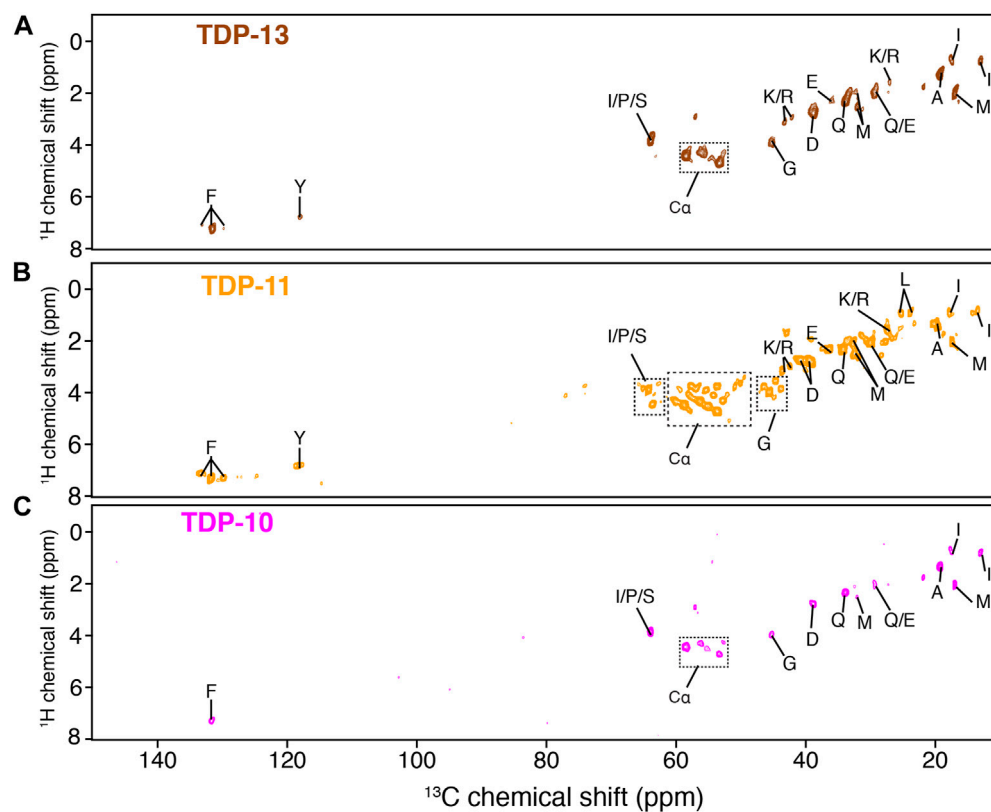 A
TDP-13
0
2
4
6
8
¹H chemical shift (ppm)
F
Y
I/P/S
Cα
G
K/R
D
E
Q
M
Q/E
K/R
A
I
I
M
B
TDP-11
0
2
4
6
8
¹H chemical shift (ppm)
F
Y
I/P/S
Cα
G
K/R
D
E
Q
M
Q/E
K/R
L
A
I
I
M
C
TDP-10
0
2
4
6
8
¹H chemical shift (ppm)
F
I/P/S
Cα
G
D
Q
M
Q/E
A
I
I
M
140 120 100 80 60 40 20
¹³C chemical shift (ppm)